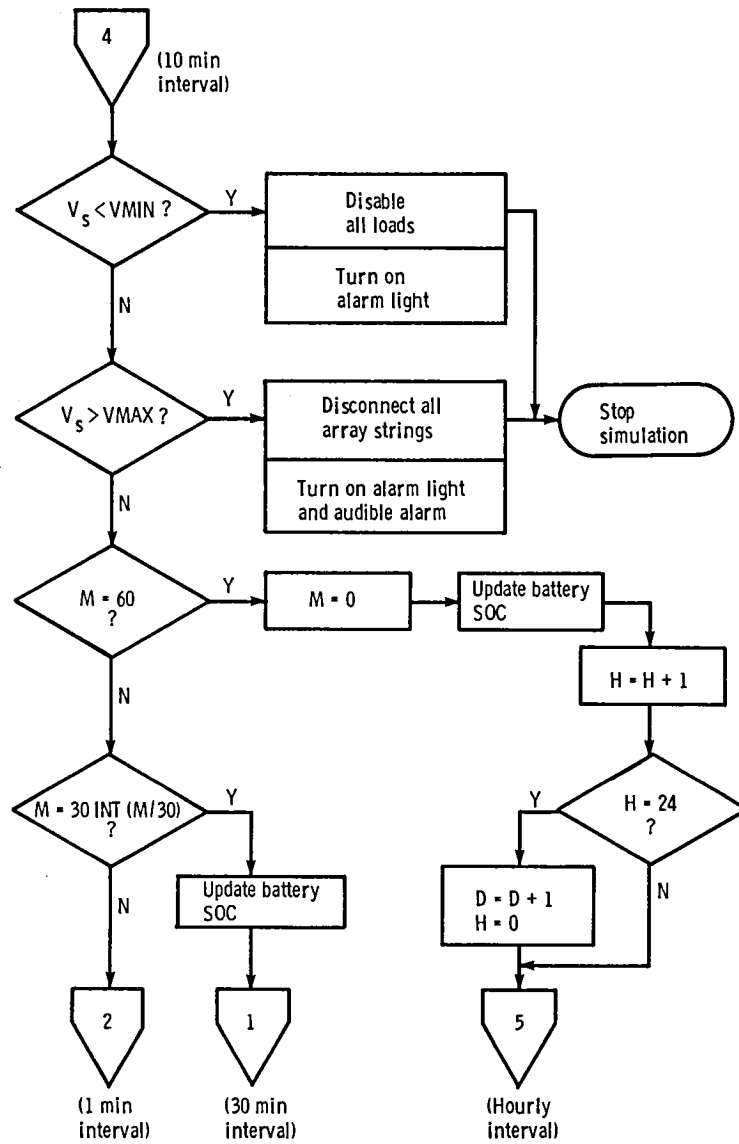 4
(10 min
interval)
V_s < VMIN ?
Y
Disable
all loads
Turn on
alarm light
N
V_s > VMAX ?
Y
Disconnect all
array strings
Stop
simulation
Turn on alarm light
and audible alarm
N
M = 60
?
Y
M = 0
Update battery
SOC
H = H + 1
N
M = 30 INT (M/30)
?
Y
H = 24
?
Y
N
Update battery
SOC
D = D + 1
H = 0
N
2
1
5
(1 min
interval)
(30 min
interval)
(Hourly
interval)